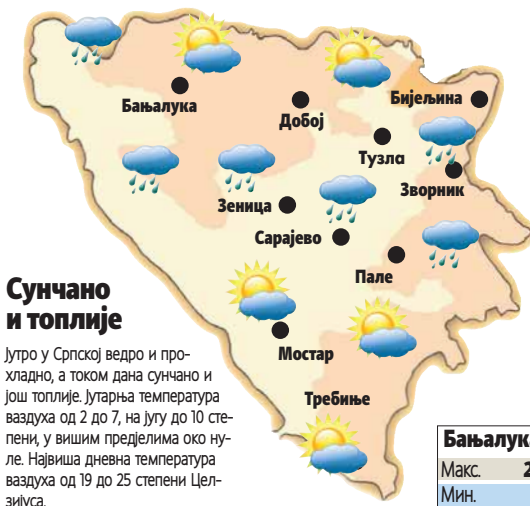 Бањалука
Добој
Бијељина
Тузла
Зворник
Зеница
Сарајево
Пале
Мостар
Требиње
Сунчано
и топлије
Јутро у Српској ведро и про-
хладно, а током дана сунчано и
још топлије. Јутарња температура
ваздуха од 2 до 7, на југу до 10 сте-
пени, у вишим предјелима око ну-
ле. Највиша дневна температура
ваздуха од 19 до 25 степени Цел-
зијуса.
Бањалука
Макс. 2
Мин.